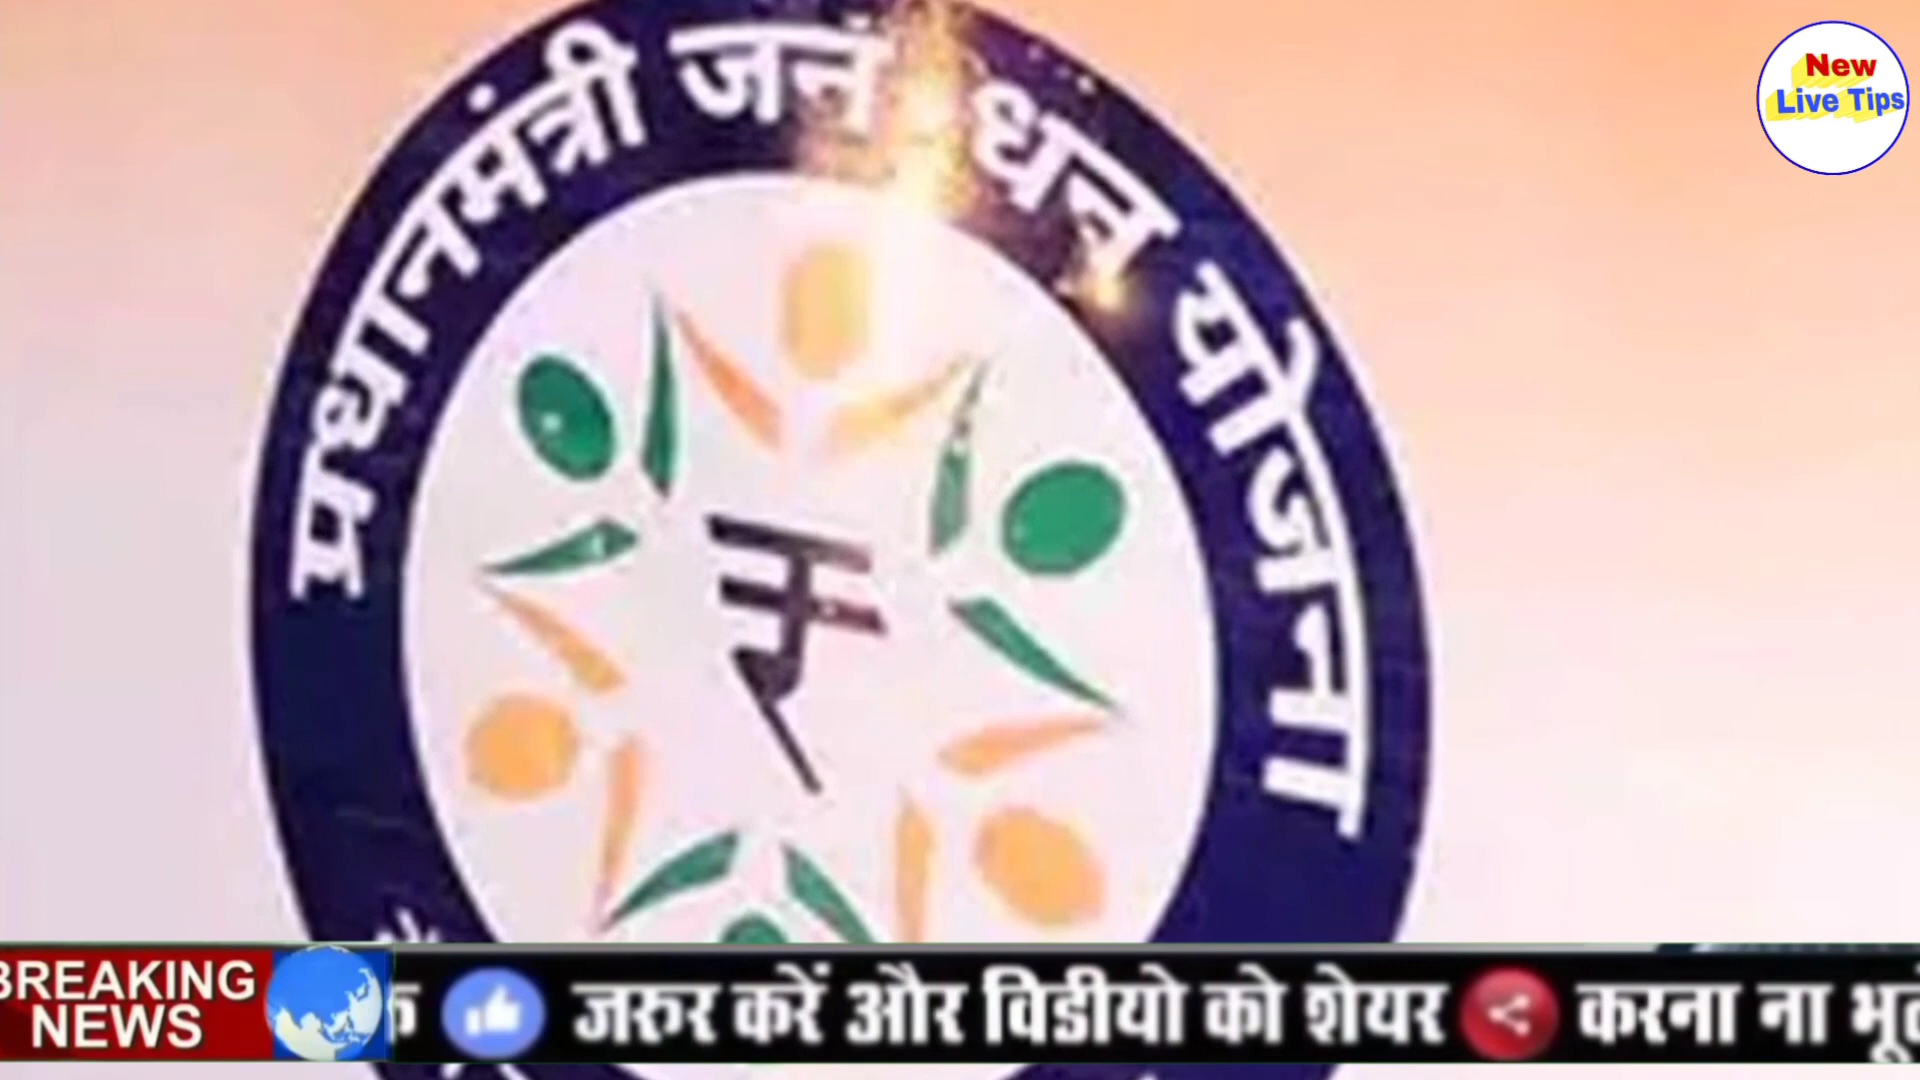 प्रधानमंत्री जन धन योजना
New
Live Tips
BREAKING
NEWS
जरुर करें और विडीयो को शेयर करना ना